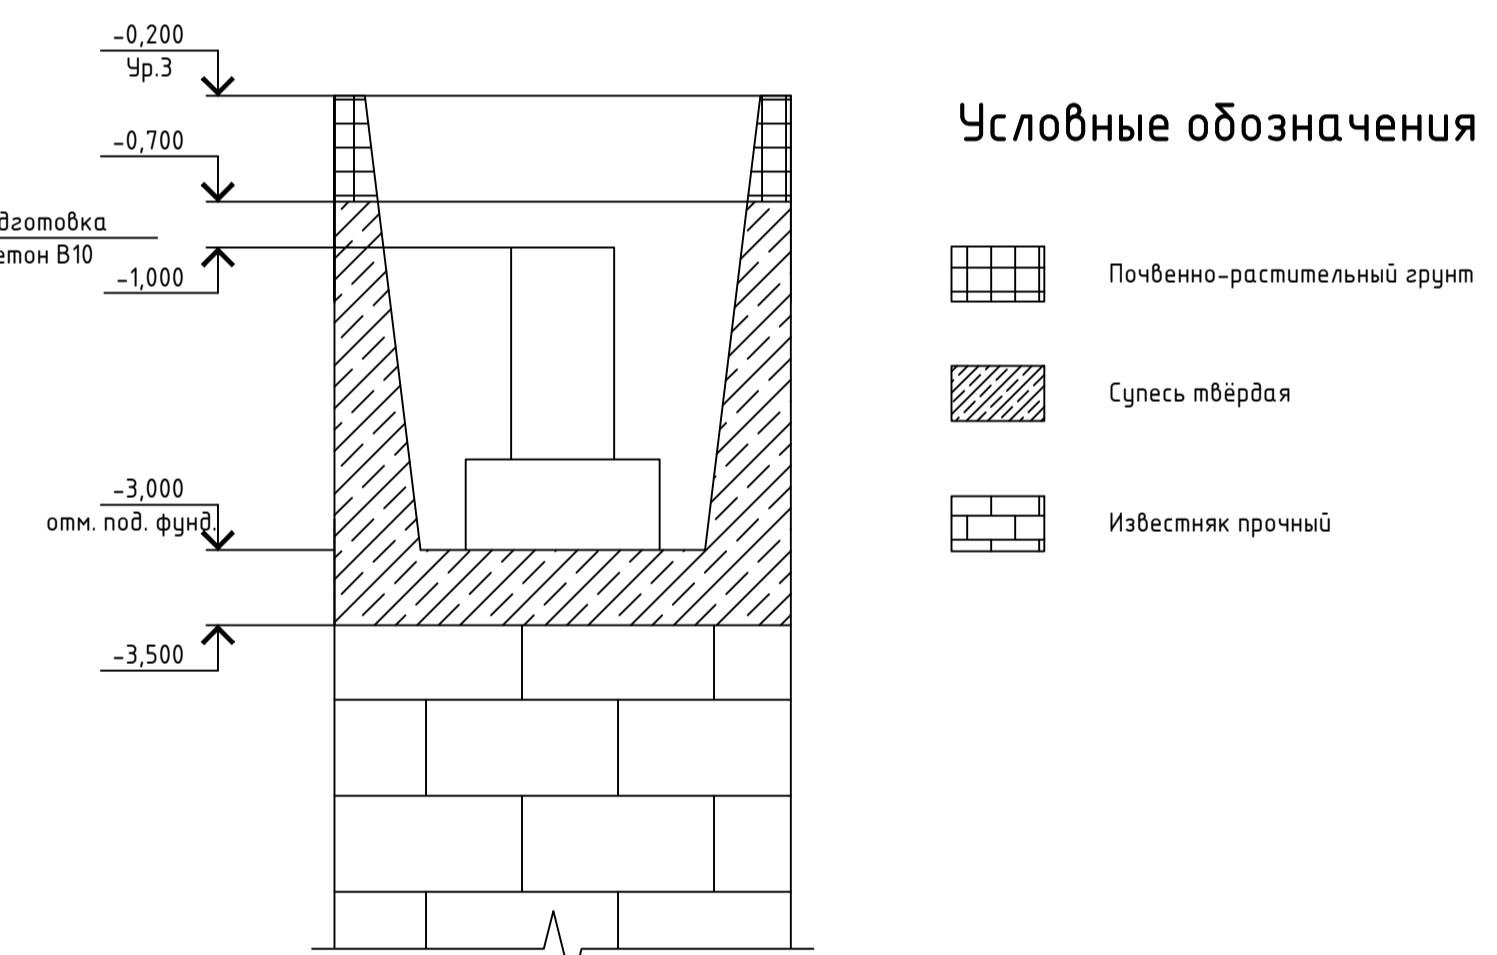 -0,200
Ур.З
-0,700
дготовка
етон В10
-1,000
-3,000
отм. под. фунд.
-3,500
Условные обозначения
Почвенно-растительный грунт
Супесь твёрдая
Известняк прочный